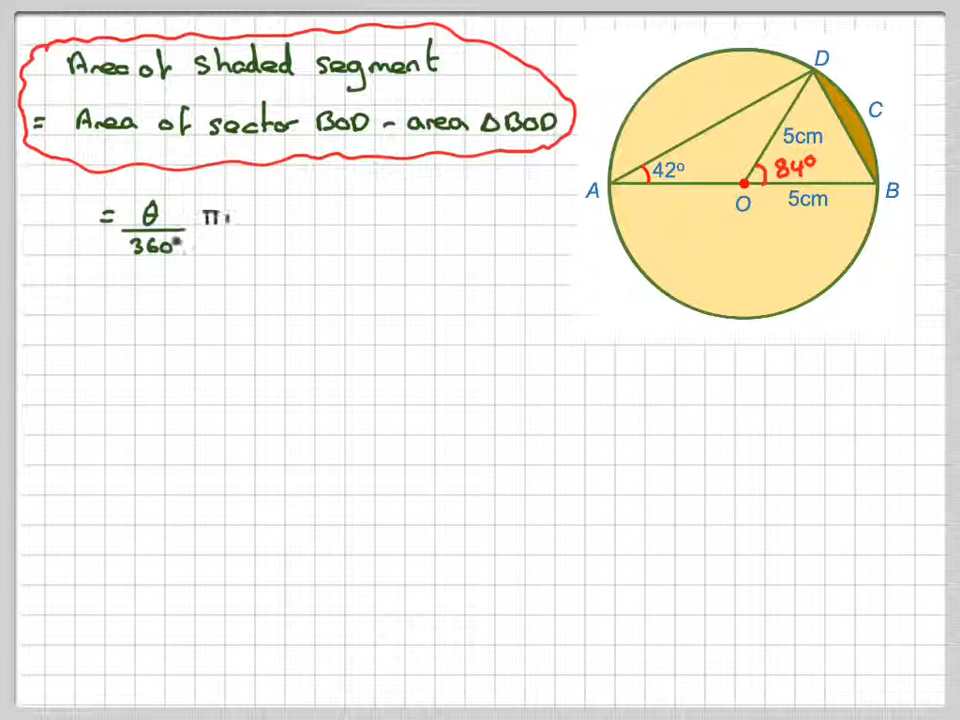 Area of shaded segment
= Area of sector BOD - area ΔBOD
= θ/360° π
D
C
5cm
84°
42°
A
B
O
5cm